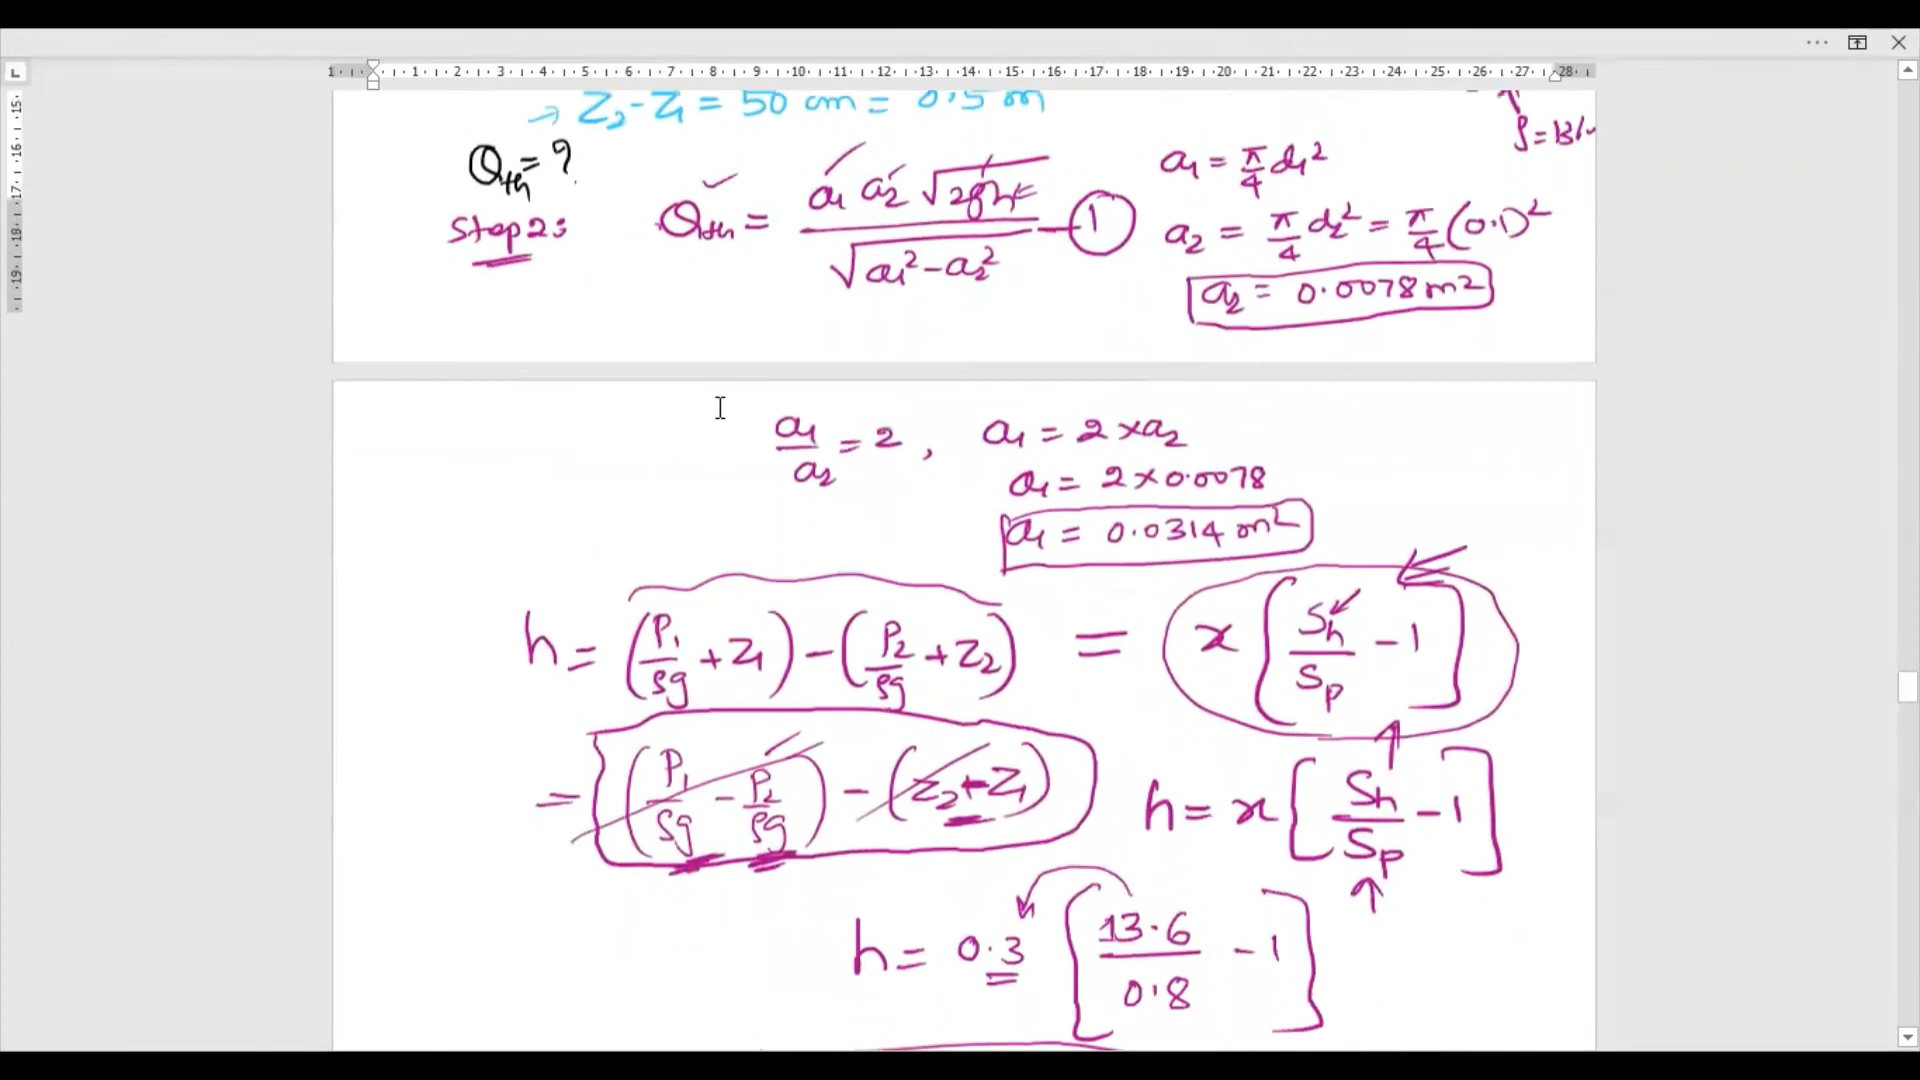 → Z₂-Z₁ = 50 cm = 0.5 m
Qth = ?
Step 2:
Qth = a₁ a₂ √2gh / √a₁²-a₂² — ①
a₁ = π/4 d₁²
a₂ = π/4 d₂² = π/4 (0.1)²
a₂ = 0.0078 m²
a₁/a₂ = 2, a₁ = 2 × a₂
a₁ = 2 × 0.0078
a₁ = 0.0314 m²
h = (P₁/ρg + Z₁) - (P₂/ρg + Z₂) = x [Sh/Sp - 1]
= (P₁/ρg - P₂/ρg) - (Z₂ - Z₁)
h = x [Sh/Sp - 1]
h = 0.3 [13.6/0.8 - 1]